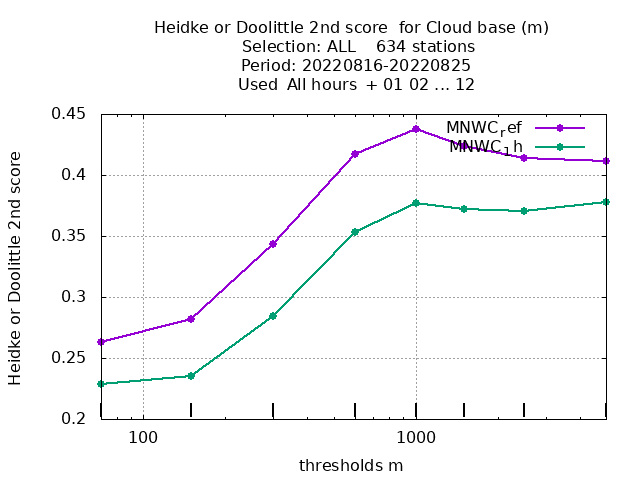 Heidke or Doolittle 2nd score  for Cloud base (m)
Selection: ALL    634 stations
Period: 20220816-20220825
Used  All hours  + 01 02 ... 12
Heidke or Doolittle 2nd score
0.45
0.4
0.35
0.3
0.25
0.2
MNWC_ref
MNWC_1h
100
1000
thresholds m